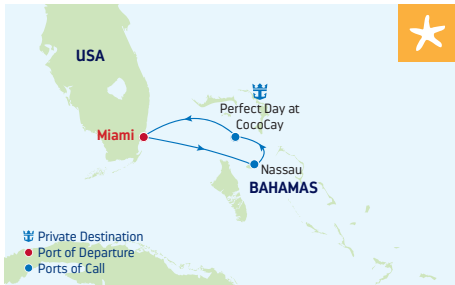 USA
Perfect Day at
CocoCay
Miami
Nassau
BAHAMAS
Private Destination
Port of Departure
Ports of Call